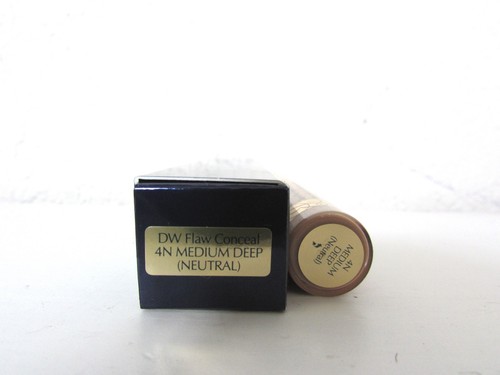 DW Flaw Conceal
4N MEDIUM DEEP
(NEUTRAL)
4N
MEDIUM
DEEP
(Neutral)